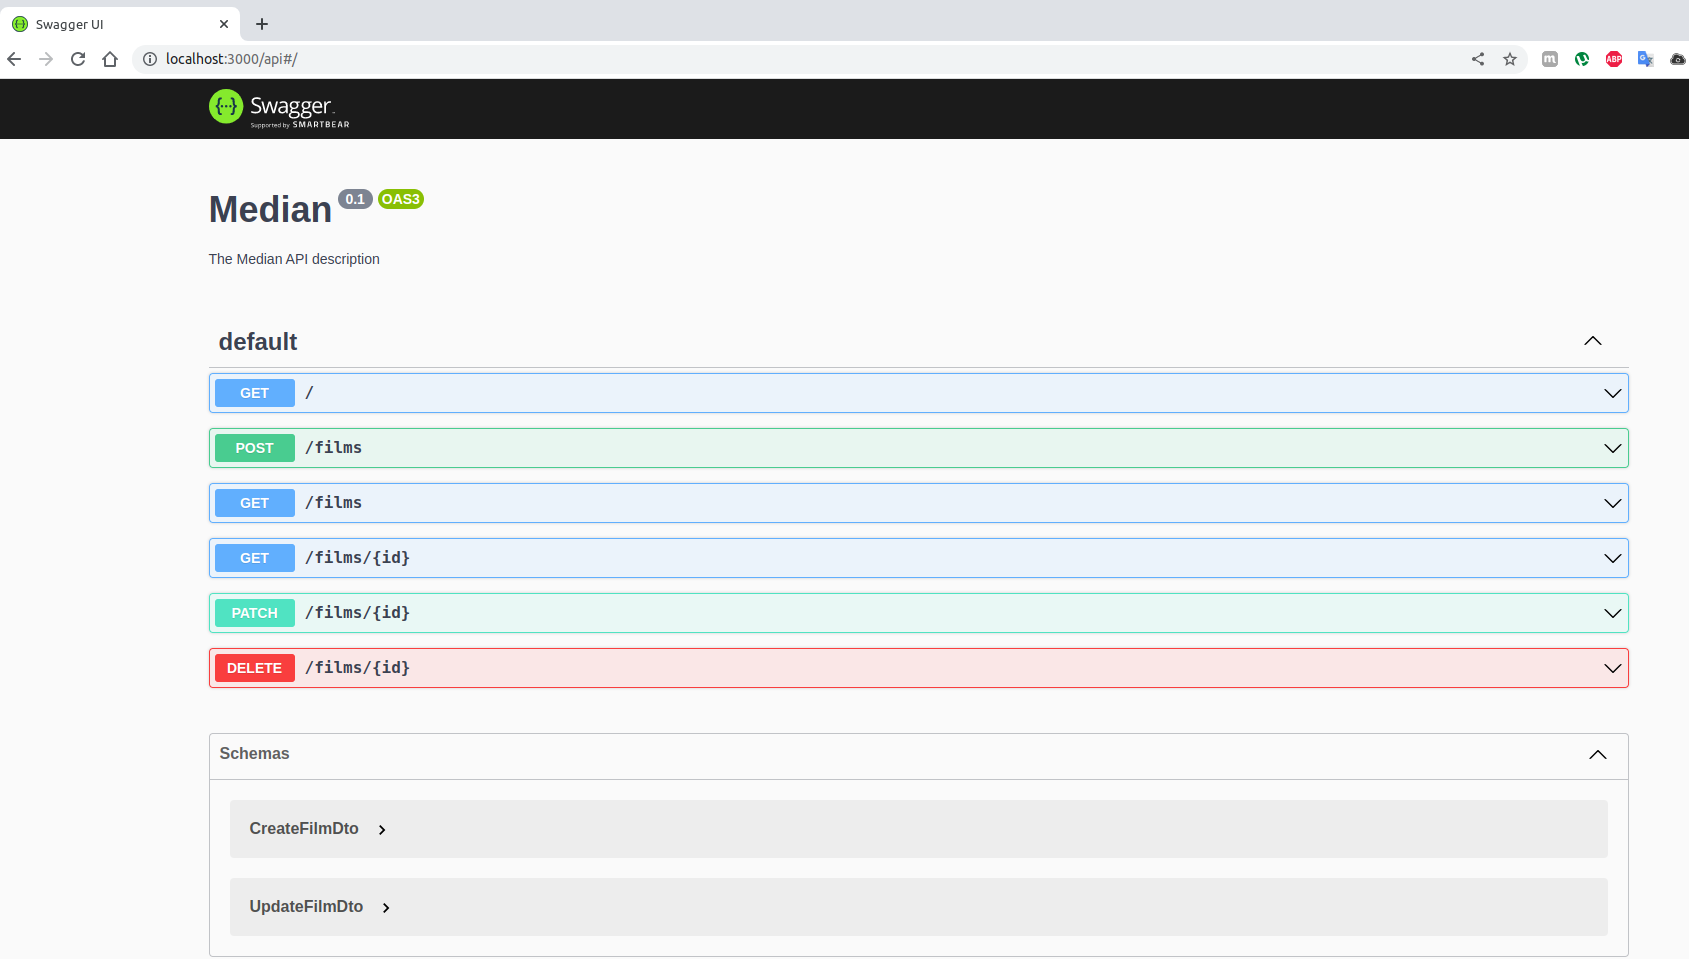 Swagger UI
localhost:3000/api#/
m
ABP
G
{···} Swagger.
Supported by SMARTBEAR
Median 0.1 OAS3
The Median API description
default
GET /
POST /films
GET /films
GET /films/{id}
PATCH /films/{id}
DELETE /films/{id}
Schemas
CreateFilmDto
UpdateFilmDto